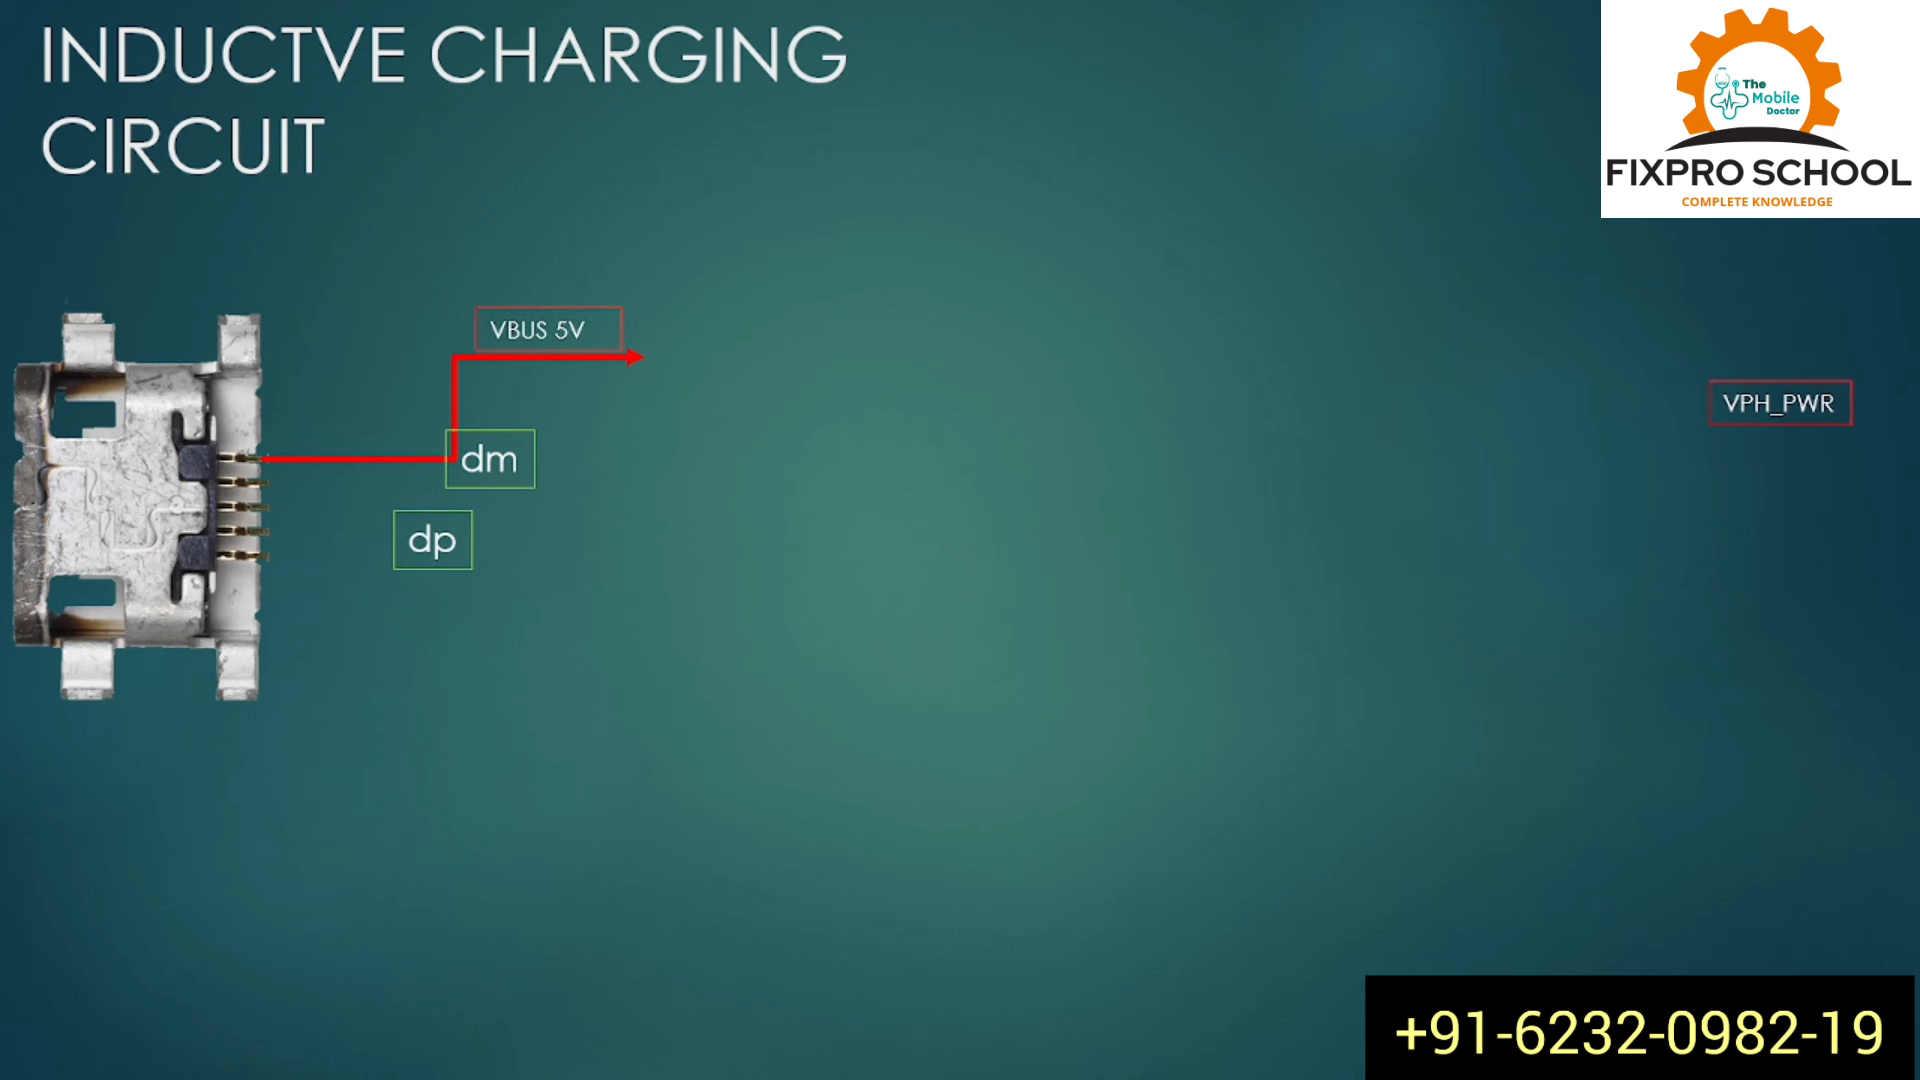 INDUCTVE CHARGING
CIRCUIT
The
Mobile
Doctor
FIXPRO SCHOOL
COMPLETE KNOWLEDGE
VBUS 5V
VPH_PWR
dm
dp
+91-6232-0982-19